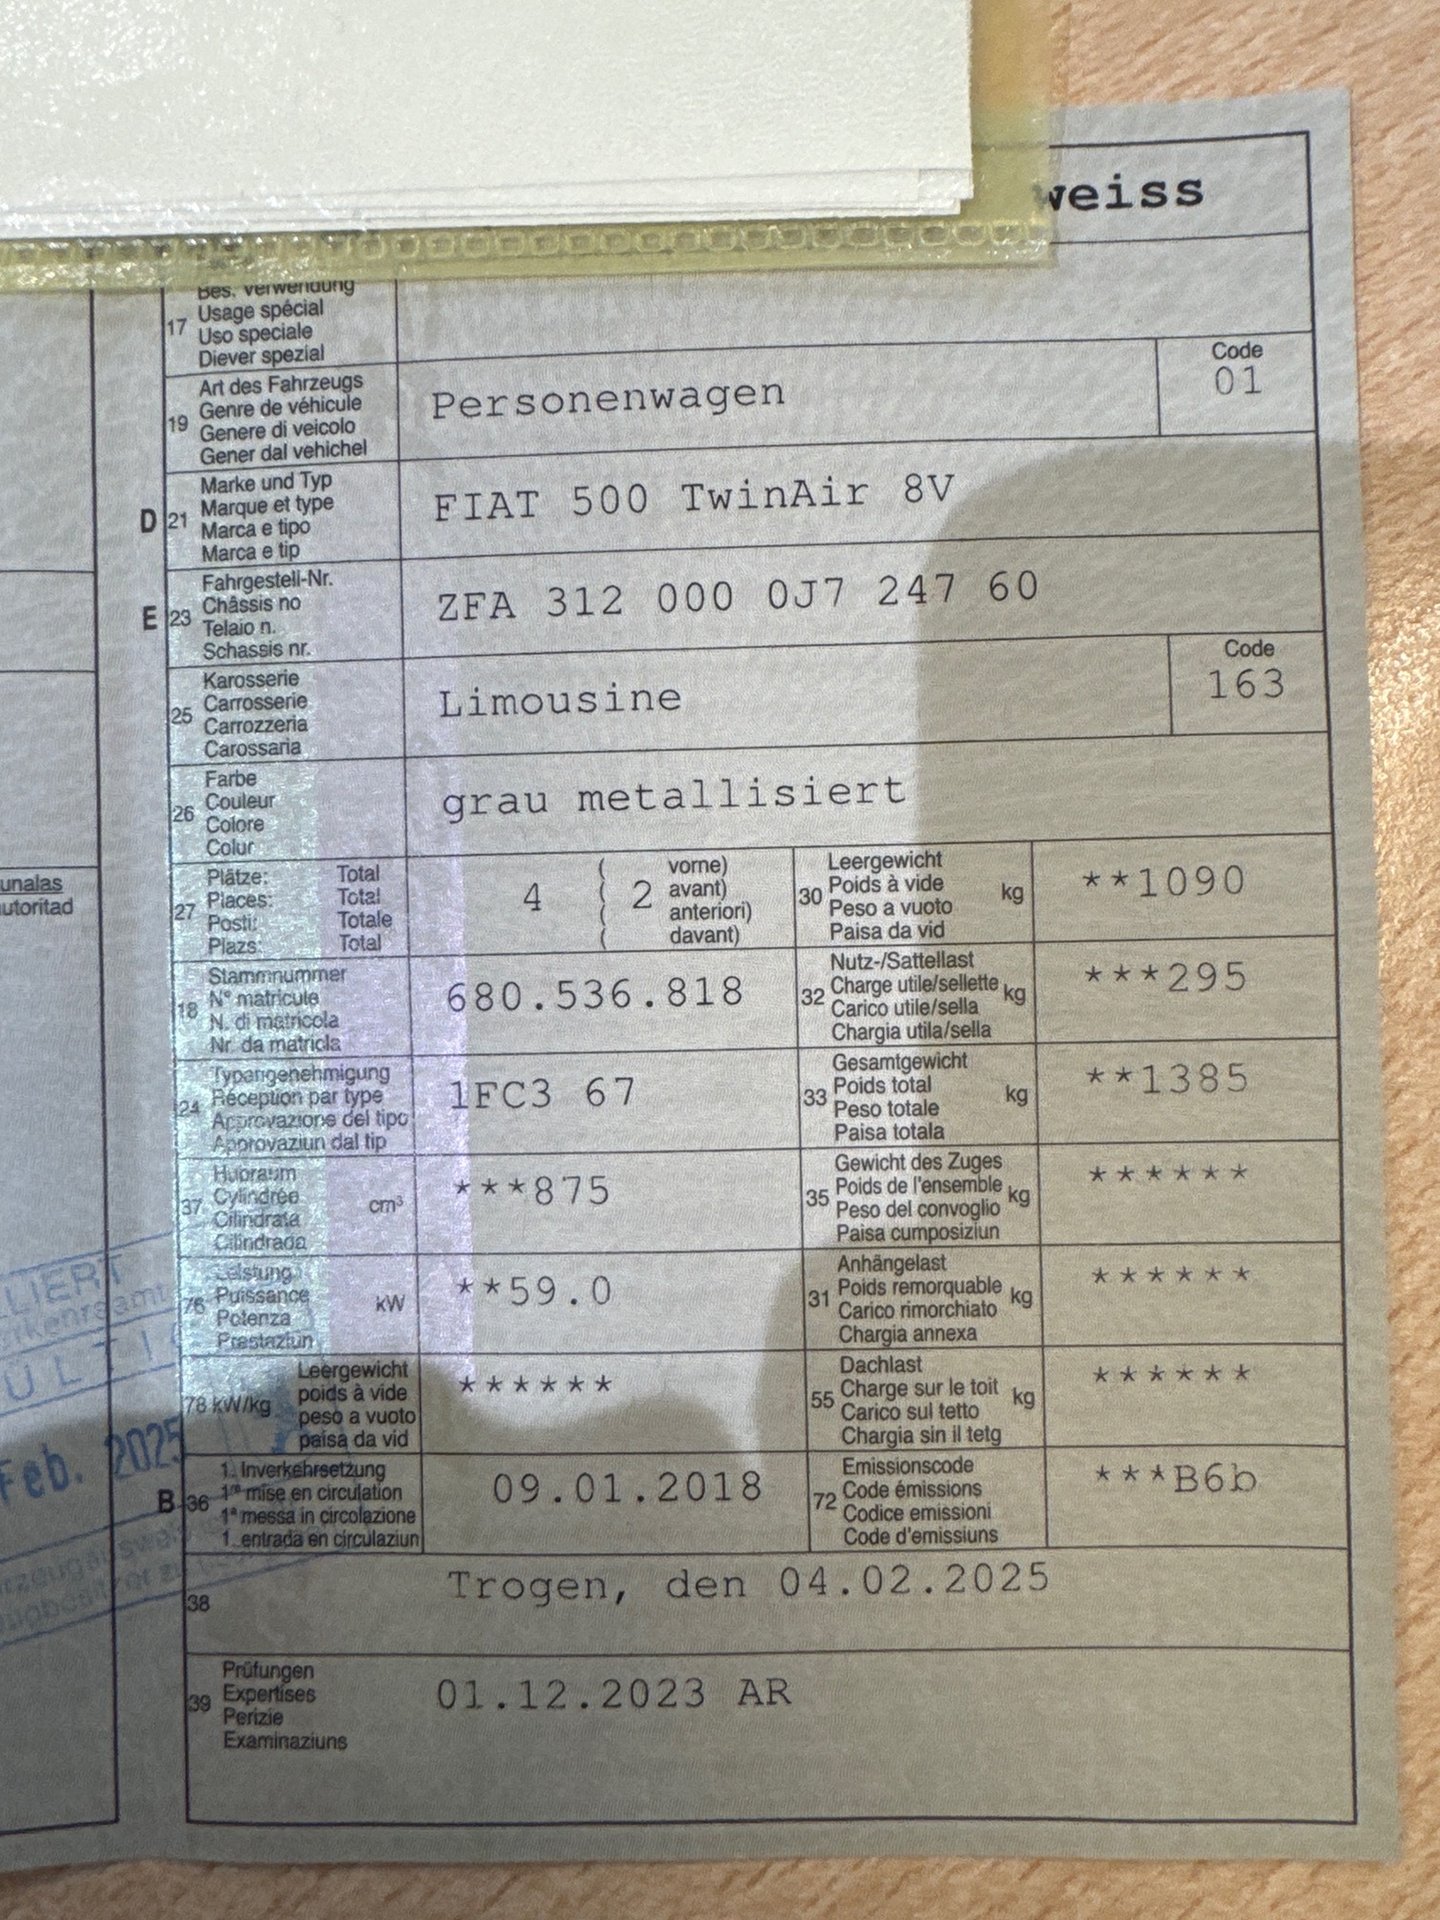 weiss
Bes. Verwendung
17 Usage spécial
Uso speciale
Diever spezial
19 Art des Fahrzeugs
Genre de véhicule
Genere di veicolo
Gener dal vehichel
Personenwagen
Code
01
D 21 Marke und Typ
Marque et type
Marca e tipo
Marca e tip
FIAT 500 TwinAir 8V
E 23 Fahrgestell-Nr.
Châssis no
Telaio n.
Schassis nr.
ZFA 312 000 0J7 247 60
25 Karosserie
Carrosserie
Carrozzeria
Carossaria
Limousine
Code
163
26 Farbe
Couleur
Colore
Colur
grau metallisiert
27 Plätze: Total
Places: Total
Posti: Totale
Plazs: Total
4 ( 2 vorne)
( avant)
( anteriori)
( davant)
30 Leergewicht
Poids à vide kg
Peso a vuoto
Paisa da vid
**1090
18 Stammnummer
N° matricule
N. di matricola
Nr. da matricla
680.536.818
32 Nutz-/Sattellast
Charge utile/sellette kg
Carico utile/sella
Chargia utila/sella
***295
24 Typengenehmigung
Réception par type
Approvazione del tipo
Approvaziun dal tip
1FC3 67
33 Gesamtgewicht
Poids total kg
Peso totale
Paisa totala
**1385
37 Hubraum
Cylindrée cm³
Cilindrata
Cilindrada
***875
35 Gewicht des Zuges
Poids de l'ensemble kg
Peso del convoglio
Paisa cumposiziun
******
76 Leistung
Puissance kW
Potenza
Prestaziun
**59.0
31 Anhängelast
Poids remorquable kg
Carico rimorchiato
Chargia annexa
******
78 kW/kg Leergewicht
poids à vide
peso a vuoto
paisa da vid
******
55 Dachlast
Charge sur le toit kg
Carico sul tetto
Chargia sin il tetg
******
B 36 1. Inverkehrsetzung
1re mise en circulation
1a messa in circolazione
1. entrada en circulaziun
09.01.2018
72 Emissionscode
Code émissions
Codice emissioni
Code d'emissiuns
***B6b
38 Trogen, den 04.02.2025
39 Prüfungen
Expertises
Perizie
Examinaziuns
01.12.2023 AR
unalas
utoritad
LIERT
rkehrsamt
ULTI
Feb. 2025